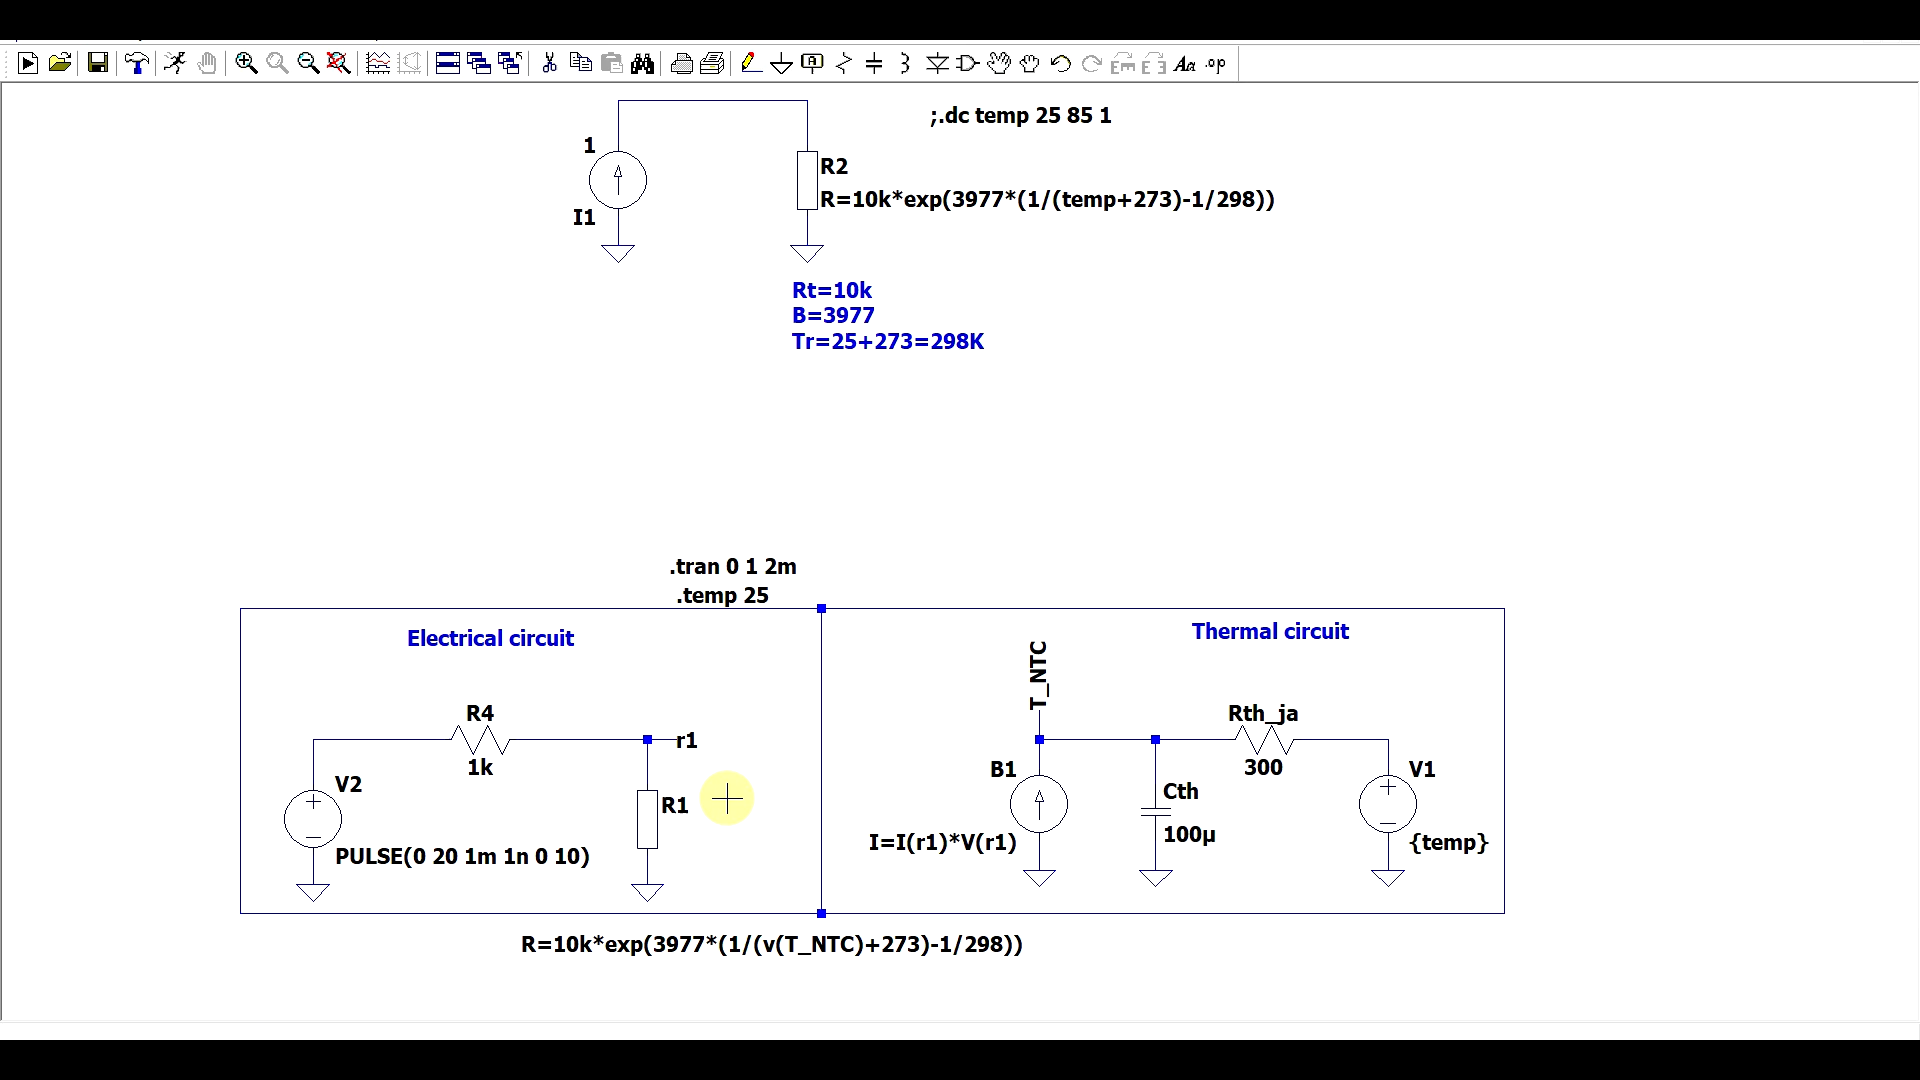 ;.dc temp 25 85 1
1
I1
R2
R=10k*exp(3977*(1/(temp+273)-1/298))
Rt=10k
B=3977
Tr=25+273=298K
.tran 0 1 2m
.temp 25
Electrical circuit
R4
1k
r1
V2
R1
PULSE(0 20 1m 1n 0 10)
Thermal circuit
T_NTC
B1
I=I(r1)*V(r1)
Cth
100µ
Rth_ja
300
V1
{temp}
R=10k*exp(3977*(1/(v(T_NTC)+273)-1/298))